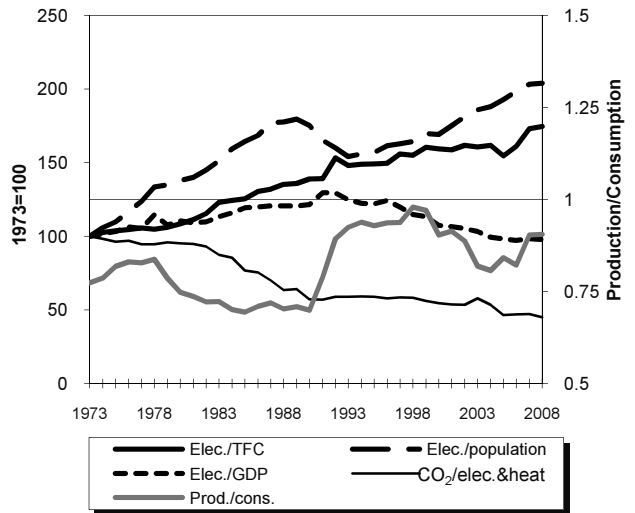 250
200
150
100
50
0
1973=100
1.5
1.25
1
0.75
0.5
Production/Consumption
1973 1978 1983 1988 1993 1998 2003 2008
Elec./TFC Elec./population
Elec./GDP CO₂/elec.&heat
Prod./cons.